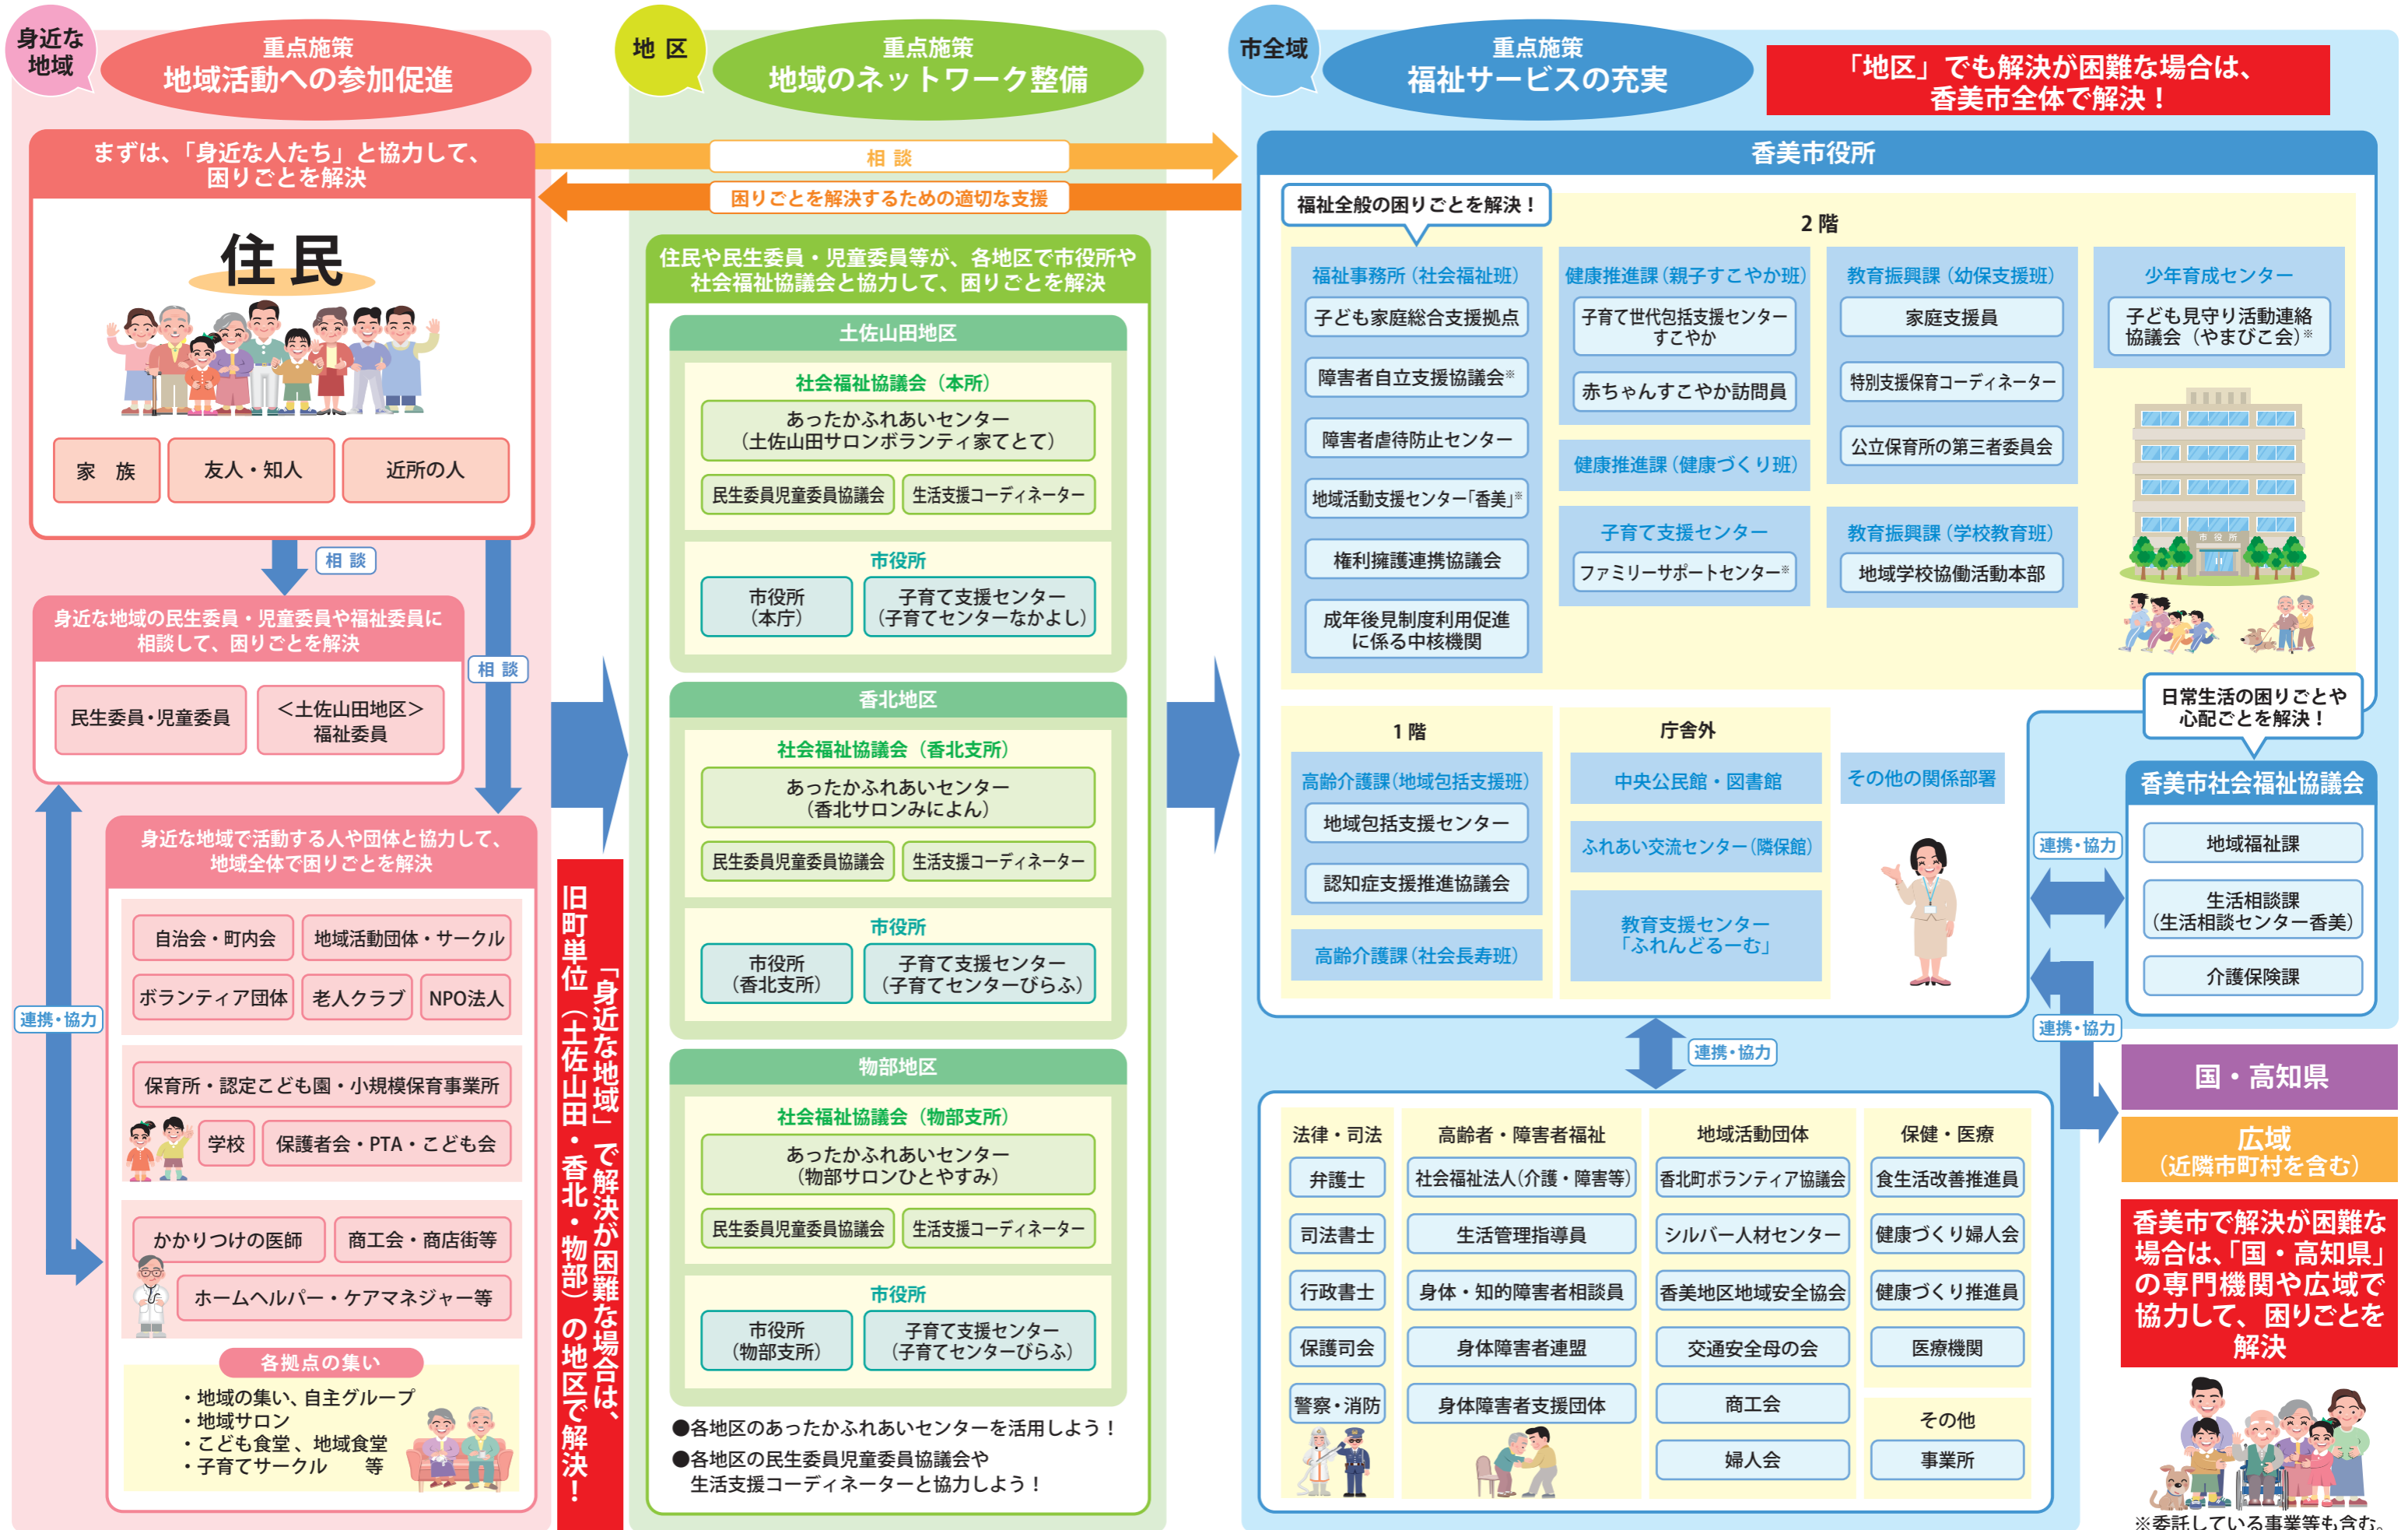 身近な
地域
重点施策
地域活動への参加促進
まずは、「身近な人たち」と協力して、
困りごとを解決
住民
家　族
友人・知人
近所の人
相 談
相 談
身近な地域の民生委員・児童委員や福祉委員に
相談して、困りごとを解決
民生委員・児童委員
＜土佐山田地区＞
福祉委員
身近な地域で活動する人や団体と協力して、
地域全体で困りごとを解決
自治会・町内会
地域活動団体・サークル
ボランティア団体
老人クラブ
NPO法人
連携・協力
保育所・認定こども園・小規模保育事業所
学校
保護者会・PTA・こども会
かかりつけの医師
商工会・商店街等
ホームヘルパー・ケアマネジャー等
各拠点の集い
・地域の集い、自主グループ
・地域サロン
・こども食堂、地域食堂
・子育てサークル　　等
「身近な地域」で解決が困難な場合は、
旧町単位（土佐山田・香北・物部）の地区で解決！
地 区
重点施策
地域のネットワーク整備
相 談
困りごとを解決するための適切な支援
住民や民生委員・児童委員等が、各地区で市役所や
社会福祉協議会と協力して、困りごとを解決
土佐山田地区
社会福祉協議会（本所）
あったかふれあいセンター
（土佐山田サロンボランティ家てとて）
民生委員児童委員協議会
生活支援コーディネーター
市役所
市役所
（本庁）
子育て支援センター
（子育てセンターなかよし）
香北地区
社会福祉協議会（香北支所）
あったかふれあいセンター
（香北サロンみによん）
民生委員児童委員協議会
生活支援コーディネーター
市役所
市役所
（香北支所）
子育て支援センター
（子育てセンターびらふ）
物部地区
社会福祉協議会（物部支所）
あったかふれあいセンター
（物部サロンひとやすみ）
民生委員児童委員協議会
生活支援コーディネーター
市役所
市役所
（物部支所）
子育て支援センター
（子育てセンターびらふ）
●各地区のあったかふれあいセンターを活用しよう！
●各地区の民生委員児童委員協議会や
生活支援コーディネーターと協力しよう！
市全域
重点施策
福祉サービスの充実
「地区」でも解決が困難な場合は、
香美市全体で解決！
香美市役所
福祉全般の困りごとを解決！
2 階
福祉事務所（社会福祉班）
子ども家庭総合支援拠点
障害者自立支援協議会※
障害者虐待防止センター
地域活動支援センター「香美」※
権利擁護連携協議会
成年後見制度利用促進
に係る中核機関
健康推進課（親子すこやか班）
子育て世代包括支援センター
すこやか
赤ちゃんすこやか訪問員
健康推進課（健康づくり班）
子育て支援センター
ファミリーサポートセンター※
教育振興課（幼保支援班）
家庭支援員
特別支援保育コーディネーター
公立保育所の第三者委員会
教育振興課（学校教育班）
地域学校協働活動本部
少年育成センター
子ども見守り活動連絡
協議会（やまびこ会）※
市 役 所
1 階
高齢介護課（地域包括支援班）
地域包括支援センター
認知症支援推進協議会
高齢介護課（社会長寿班）
庁舎外
中央公民館・図書館
ふれあい交流センター（隣保館）
教育支援センター
「ふれんどるーむ」
その他の関係部署
日常生活の困りごとや
心配ごとを解決！
香美市社会福祉協議会
地域福祉課
生活相談課
（生活相談センター香美）
介護保険課
連携・協力
連携・協力
連携・協力
法律・司法
弁護士
司法書士
行政書士
保護司会
警察・消防
高齢者・障害者福祉
社会福祉法人（介護・障害等）
生活管理指導員
身体・知的障害者相談員
身体障害者連盟
身体障害者支援団体
地域活動団体
香北町ボランティア協議会
シルバー人材センター
香美地区地域安全協会
交通安全母の会
商工会
婦人会
保健・医療
食生活改善推進員
健康づくり婦人会
健康づくり推進員
医療機関
その他
事業所
国・高知県
広域
（近隣市町村を含む）
香美市で解決が困難な
場合は、「国・高知県」
の専門機関や広域で
協力して、困りごとを
解決
※委託している事業等も含む。